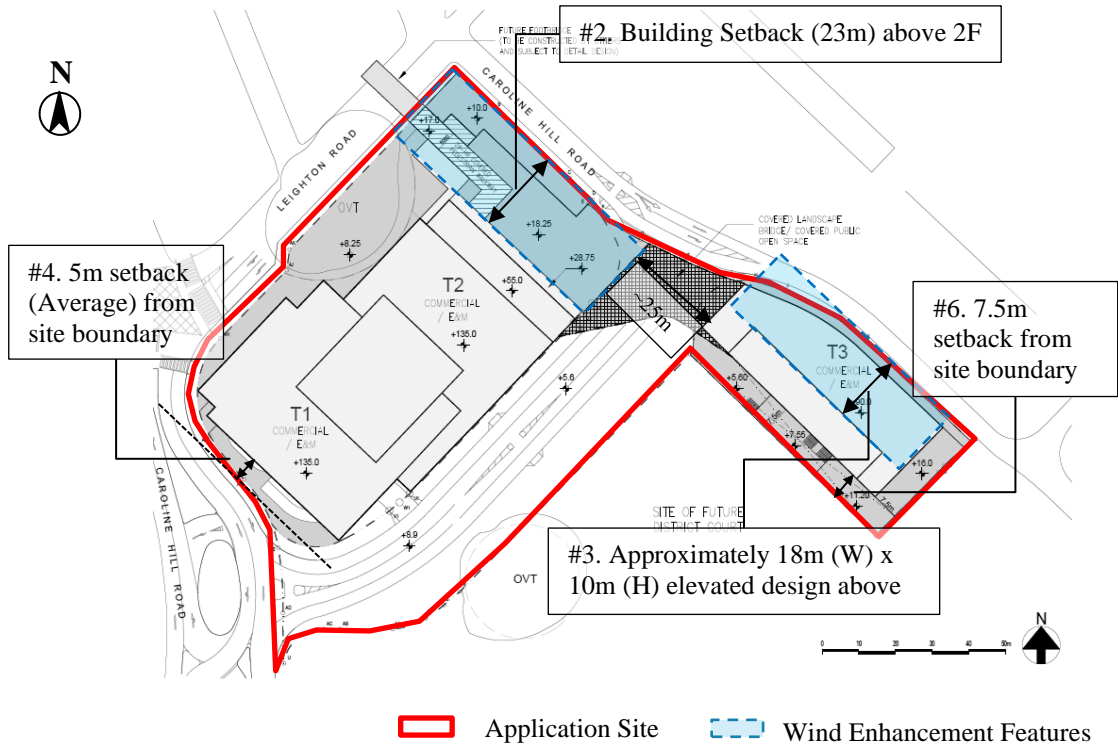 #2. Building Setback (23m) above 2F
FUTURE FOOTBRIDGE
(TO BE CONSTRUCTED
AND SUBJECT TO DETAIL DESIGN)
N
CAROLINE HILL ROAD
LEIGHTON ROAD
+10.0
+17.0
OVT
+8.25
+18.25
+28.75
COVERED LANDSCAPE
BRIDGE/ COVERED PUBLIC
OPEN SPACE
#4. 5m setback
(Average) from
site boundary
T2
COMMERCIAL
/ E&M
+55.0
+135.0
~25m
#6. 7.5m
setback from
site boundary
T3
COMMERCIAL
/ E&M
+90.0
+5.6
+5.60
+7.55
+16.0
+11.20
7.5m
T1
COMMERCIAL
/ E&M
+135.0
+8.9
CAROLINE HILL ROAD
SITE OF FUTURE
DISTRICT COURT
#3. Approximately 18m (W) x
10m (H) elevated design above
OVT
N
0 10 20 30 40 50m
Application Site
Wind Enhancement Features